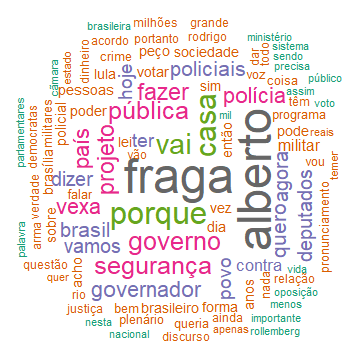 brasileira
milhões
grande
ministério
acordo
portanto
rodrigo
dar
todo
sistema
dinheiro
crime
peço
sociedade
voz
sendo
câmara
estado
lula
hoje
votar
policiais
coisa
precisa
pessoas
fazer
sim
têm
assim
público
parlamentares
democratas
brasília
militares
policial
poder
pública
casa
polícia
mil
programa
voto
país
projeto
lei
ter
vai
então
pode
reais
vão
alberto
militar
arma
verdade
dizer
fraga
quero
agora
vou
temer
falar
deputados
pronunciamento
palavra
sobre
vexa
porque
vez
brasil
dia
vamos
governo
contra
vida
questão
acho
segurança
povo
anos
nada
relação
quer
rio
governador
oposição
menos
justiça
bem
brasileiro
forma
importante
nesta
plenário
queria
ainda
rollemberg
nacional
discurso
apenas